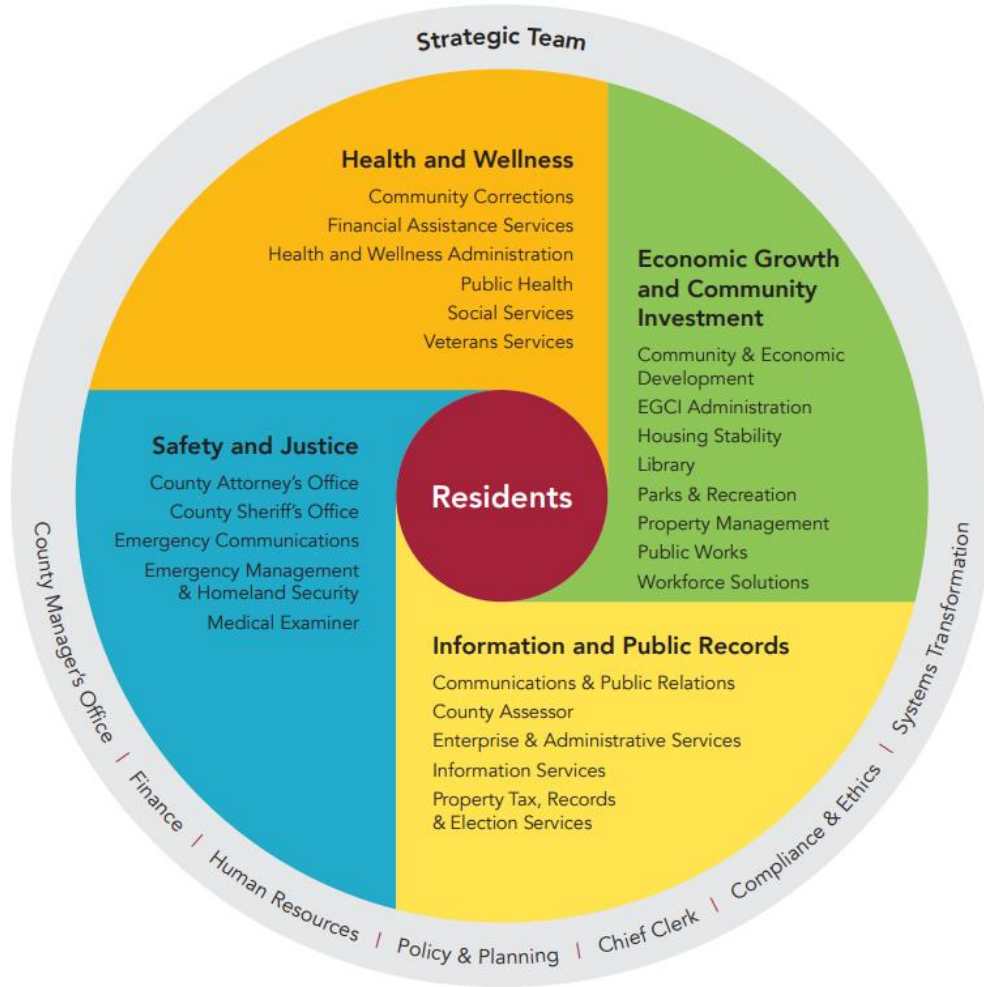 Strategic Team
Health and Wellness
Community Corrections
Financial Assistance Services
Health and Wellness Administration
Public Health
Social Services
Veterans Services
Economic Growth
and Community
Investment
Community & Economic
Development
EGCI Administration
Housing Stability
Library
Parks & Recreation
Property Management
Public Works
Workforce Solutions
Safety and Justice
County Attorney's Office
County Sheriff's Office
Emergency Communications
Emergency Management
& Homeland Security
Medical Examiner
Residents
Information and Public Records
Communications & Public Relations
County Assessor
Enterprise & Administrative Services
Information Services
Property Tax, Records
& Election Services
County Manager's Office | Finance | Human Resources | Policy & Planning | Chief Clerk | Compliance & Ethics | Systems Transformation